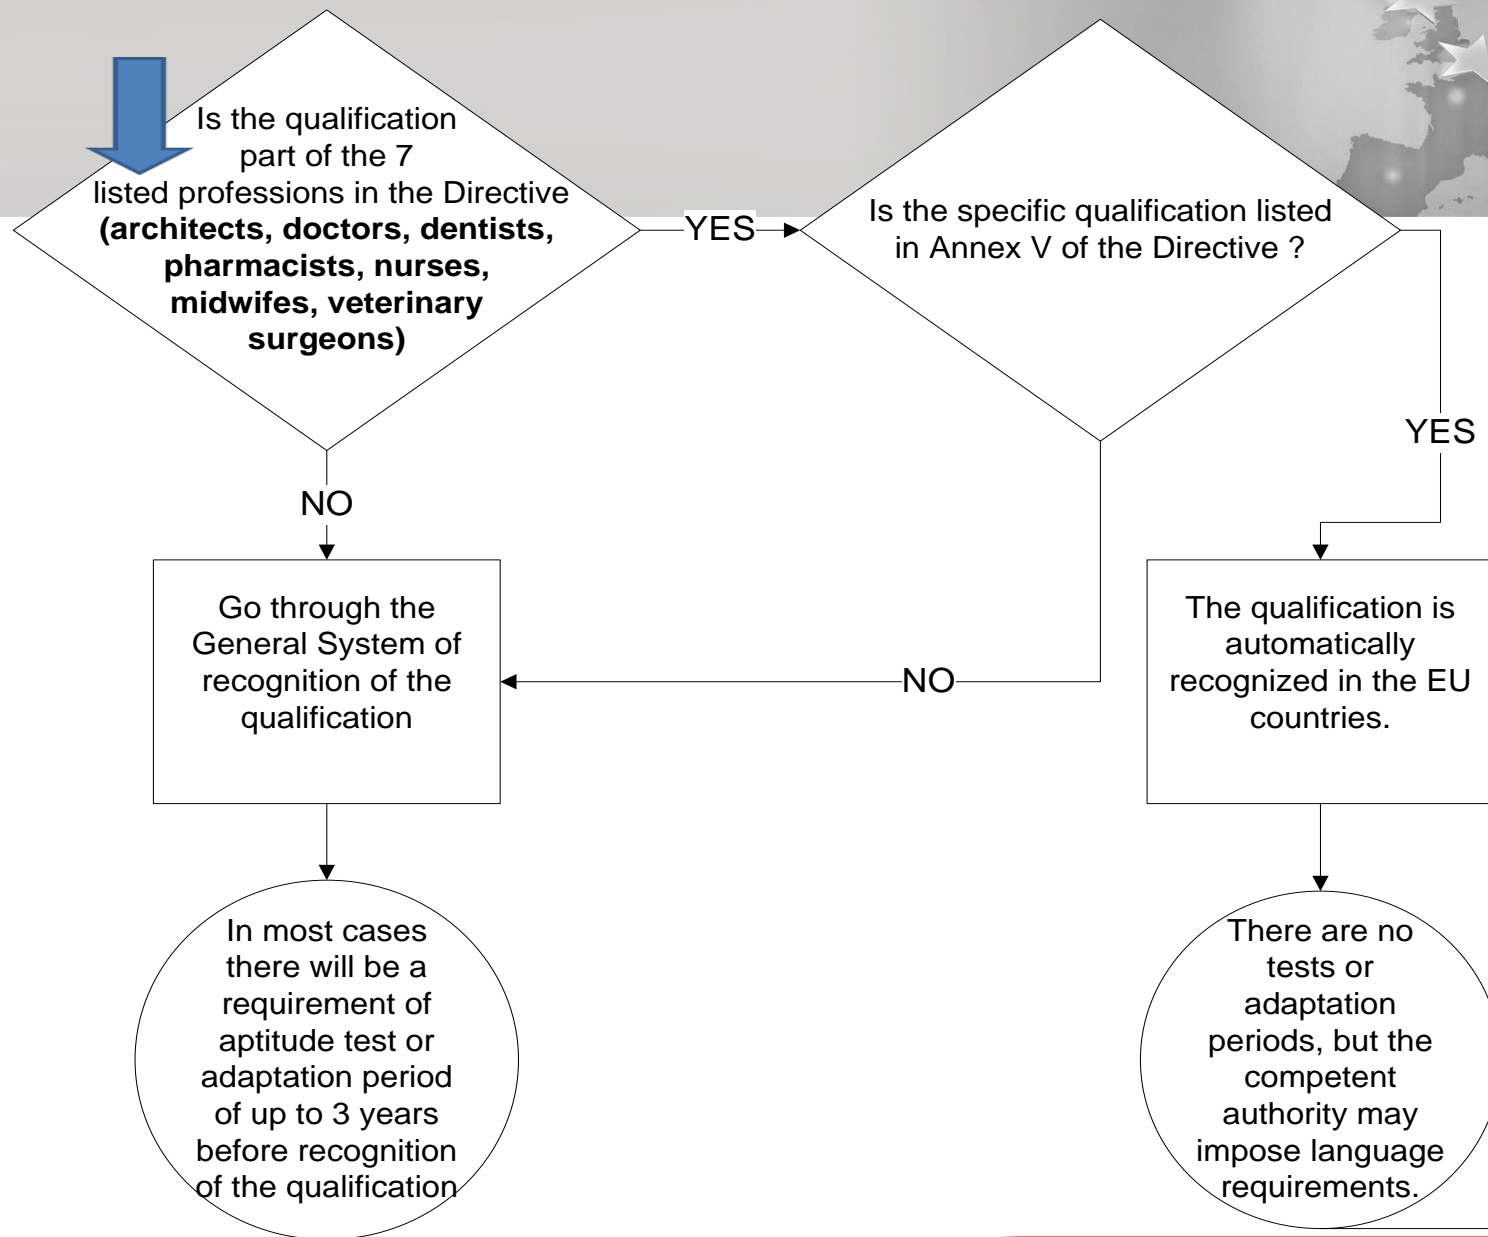 Is the qualification
part of the 7
listed professions in the Directive
(architects, doctors, dentists,
pharmacists, nurses,
midwifes, veterinary
surgeons)
YES
Is the specific qualification listed
in Annex V of the Directive ?
YES
NO
NO
Go through the
General System of
recognition of the
qualification
The qualification is
automatically
recognized in the EU
countries.
In most cases
there will be a
requirement of
aptitude test or
adaptation period
of up to 3 years
before recognition
of the qualification
There are no
tests or
adaptation
periods, but the
competent
authority may
impose language
requirements.